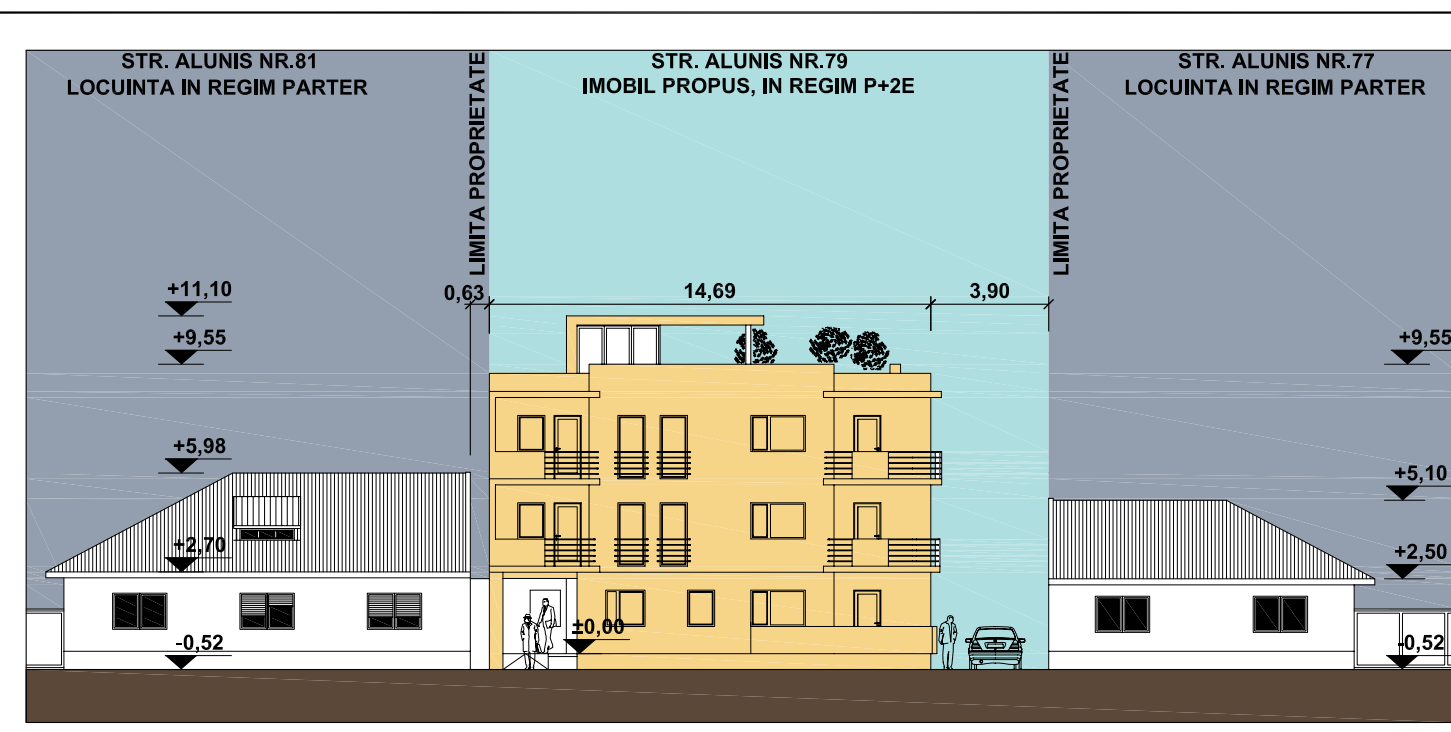 STR. ALUNIS NR.81
LOCUINTA IN REGIM PARTER
LIMITA PROPRIETATE
STR. ALUNIS NR.79
IMOBIL PROPUS, IN REGIM P+2E
LIMITA PROPRIETATE
STR. ALUNIS NR.77
LOCUINTA IN REGIM PARTER
+11,10
0,63
14,69
3,90
+9,55
+9,55
+5,98
+5,10
+2,70
+2,50
±0,00
-0,52
-0,52